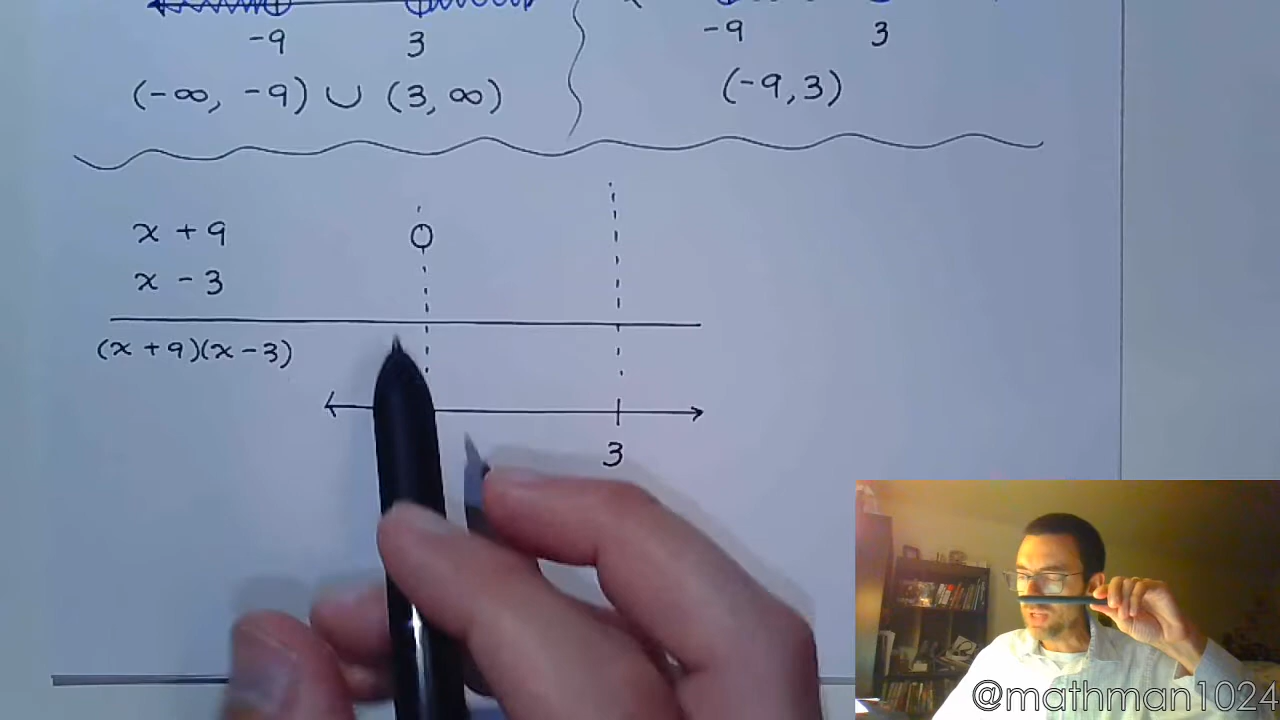 -9 3 -9 3
(-∞, -9) ∪ (3, ∞) (-9, 3)
x + 9 0
x - 3
(x + 9)(x - 3)
3
@mathman1024